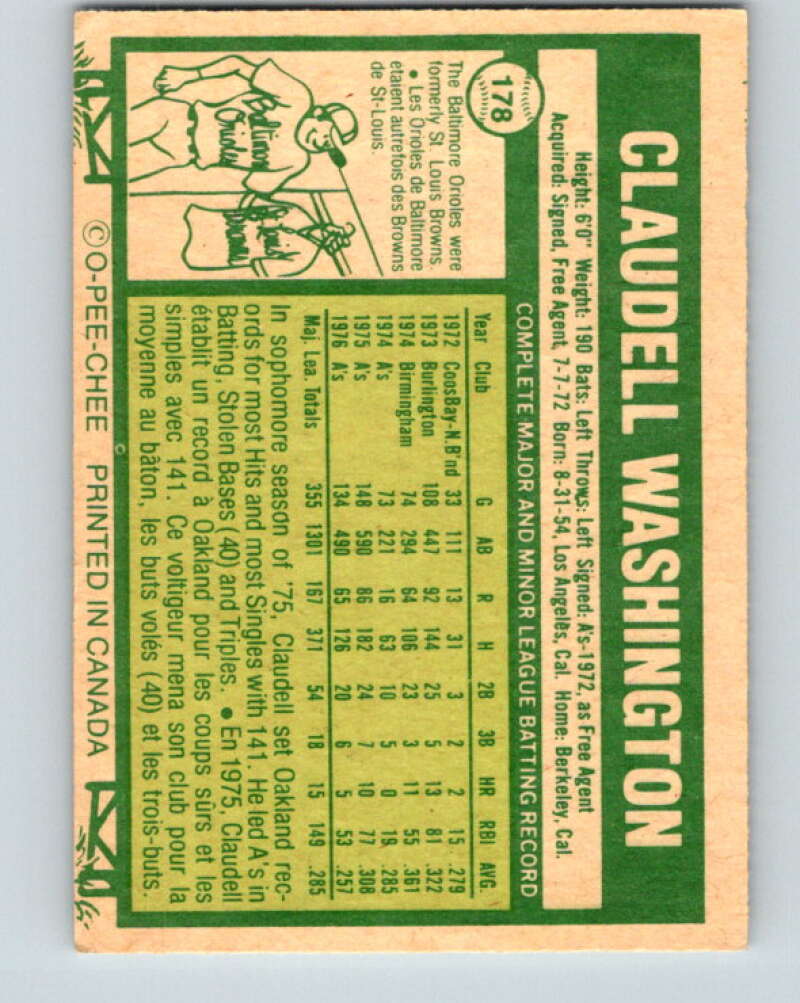 CLAUDELL WASHINGTON
Height: 6'0" Weight: 190 Bats: Left Throws: Left Signed: A's-1972, as Free Agent
Acquired: Signed, Free Agent, 7-7-72 Born: 8-31-54, Los Angeles, Cal. Home: Berkeley, Cal.
178
COMPLETE MAJOR AND MINOR LEAGUE BATTING RECORD
The Baltimore Orioles were
formerly St. Louis Browns.
• Les Orioles de Baltimore
étaient autrefois des Browns
de St-Louis.
Baltimore
Orioles
St. Louis
Browns
Year Club G AB R H 2B 3B HR RBI AVG.
1972 CoosBay-N.B'nd 33 111 13 31 3 2 2 15 .279
1973 Burlington 108 447 92 144 25 5 13 81 .322
1974 Birmingham 74 294 64 106 23 3 11 55 .361
1974 A's 73 221 16 63 10 5 0 19 .285
1975 A's 148 590 86 182 24 7 10 77 .308
1976 A's 134 490 65 126 20 6 5 53 .257
Maj. Lea. Totals 355 1301 167 371 54 18 15 149 .285
In sophomore season of '75, Claudell set Oakland rec-
ords for most Hits and most Singles with 141. He led A's in
Batting, Stolen Bases (40) and Triples. • En 1975, Claudell
établit un record à Oakland pour les coups sûrs et les
simples avec 141. Ce voltigeur mena son club pour la
moyenne au bâton, les buts volés (40) et les trois-buts.
© O-PEE-CHEE PRINTED IN CANADA